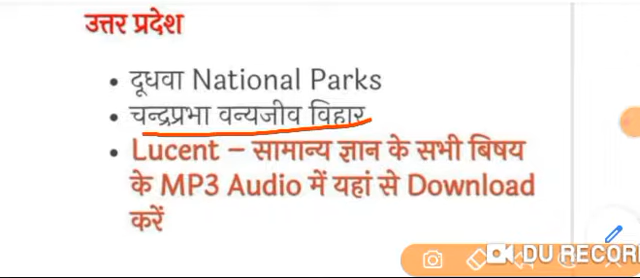 उत्तर प्रदेश
• दूधवा National Parks
• चन्द्रप्रभा वन्यजीव विहार
• Lucent – सामान्य ज्ञान के सभी बिषय
के MP3 Audio में यहां से Download
करें
DU RECOR